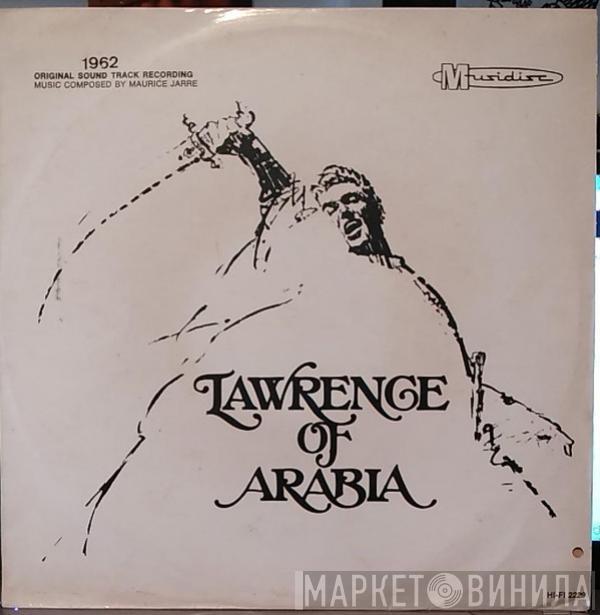 1962
ORIGINAL SOUND TRACK RECORDING
MUSIC COMPOSED BY MAURICE JARRE
Musidisc
LAWRENCE
OF
ARABIA
HI-FI 2229
МАРКЕТ ВИНИЛА